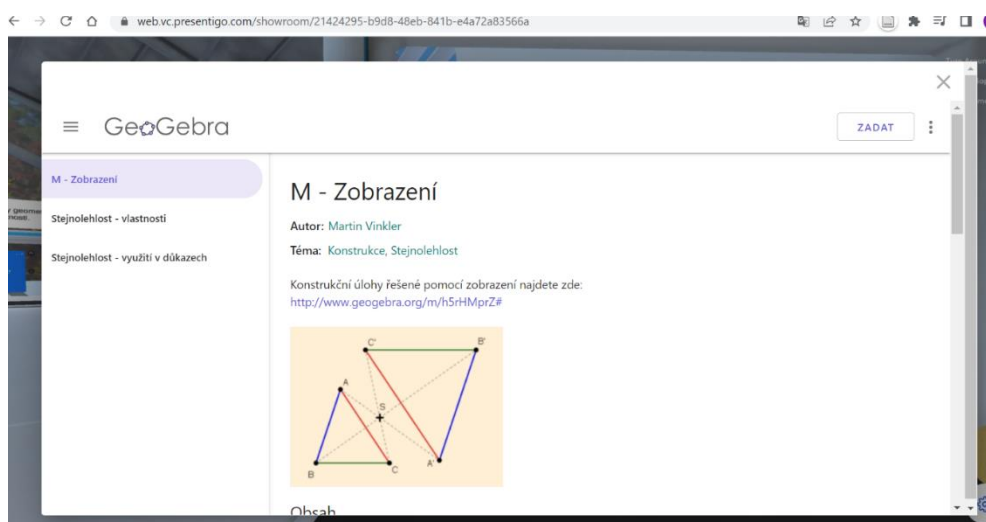 web.vc.presentigo.com/showroom/21424295-b9d8-48eb-841b-e4a72a83566a
GeoGebra
ZADAT
M - Zobrazení
Stejnolehlost - vlastnosti
Stejnolehlost - využití v důkazech
M - Zobrazení
Autor: Martin Vinkler
Téma: Konstrukce, Stejnolehlost
Konstrukční úlohy řešené pomocí zobrazení najdete zde:
http://www.geogebra.org/m/h5rHMprZ#
C' B'
A
S
B C A'
Obsah